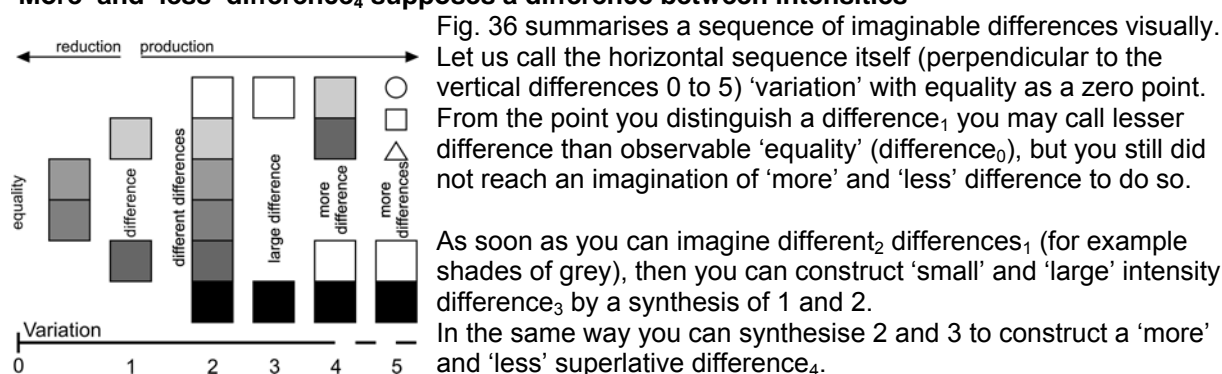 'More' and 'less' difference₄ supposes a difference between intensities
reduction production
equality
difference
different differences
large difference
more
difference
more
differences
Variation
0 1 2 3 4 5
Fig. 36 summarises a sequence of imaginable differences visually.
Let us call the horizontal sequence itself (perpendicular to the
vertical differences 0 to 5) 'variation' with equality as a zero point.
From the point you distinguish a difference₁ you may call lesser
difference than observable 'equality' (difference₀), but you still did
not reach an imagination of 'more' and 'less' difference to do so.
As soon as you can imagine different₂ differences₁ (for example
shades of grey), then you can construct 'small' and 'large' intensity
difference₃ by a synthesis of 1 and 2.
In the same way you can synthesise 2 and 3 to construct a 'more'
and 'less' superlative difference₄.